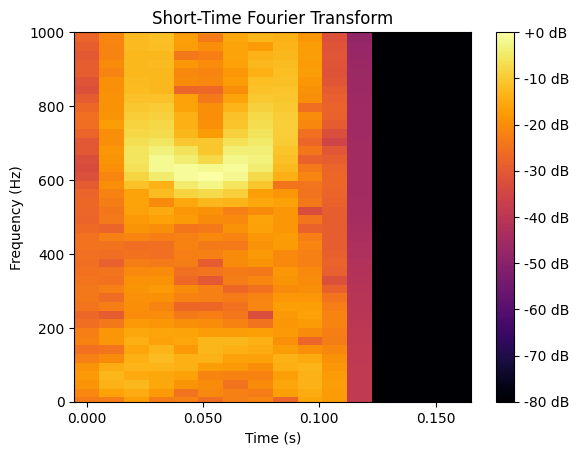 Short-Time Fourier Transform
1000
800
600
400
200
0
Frequency (Hz)
0.000
0.050
0.100
0.150
Time (s)
+0 dB
-10 dB
-20 dB
-30 dB
-40 dB
-50 dB
-60 dB
-70 dB
-80 dB